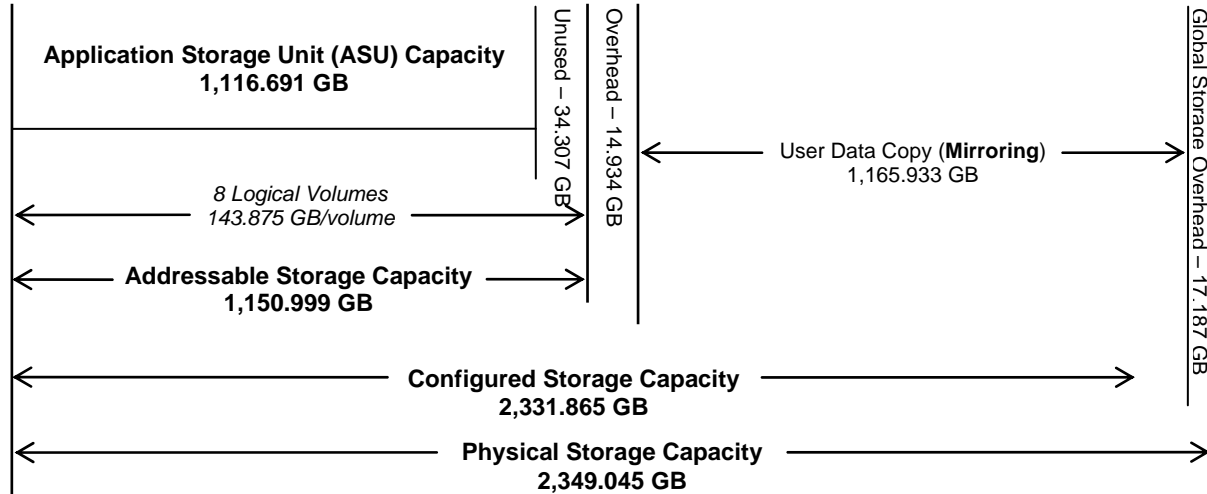 Application Storage Unit (ASU) Capacity
1,116.691 GB
Unused – 34.307 GB
Overhead – 14.934 GB
User Data Copy (Mirroring)
1,165.933 GB
Global Storage Overhead – 17.187 GB
8 Logical Volumes
143.875 GB/volume
Addressable Storage Capacity
1,150.999 GB
Configured Storage Capacity
2,331.865 GB
Physical Storage Capacity
2,349.045 GB